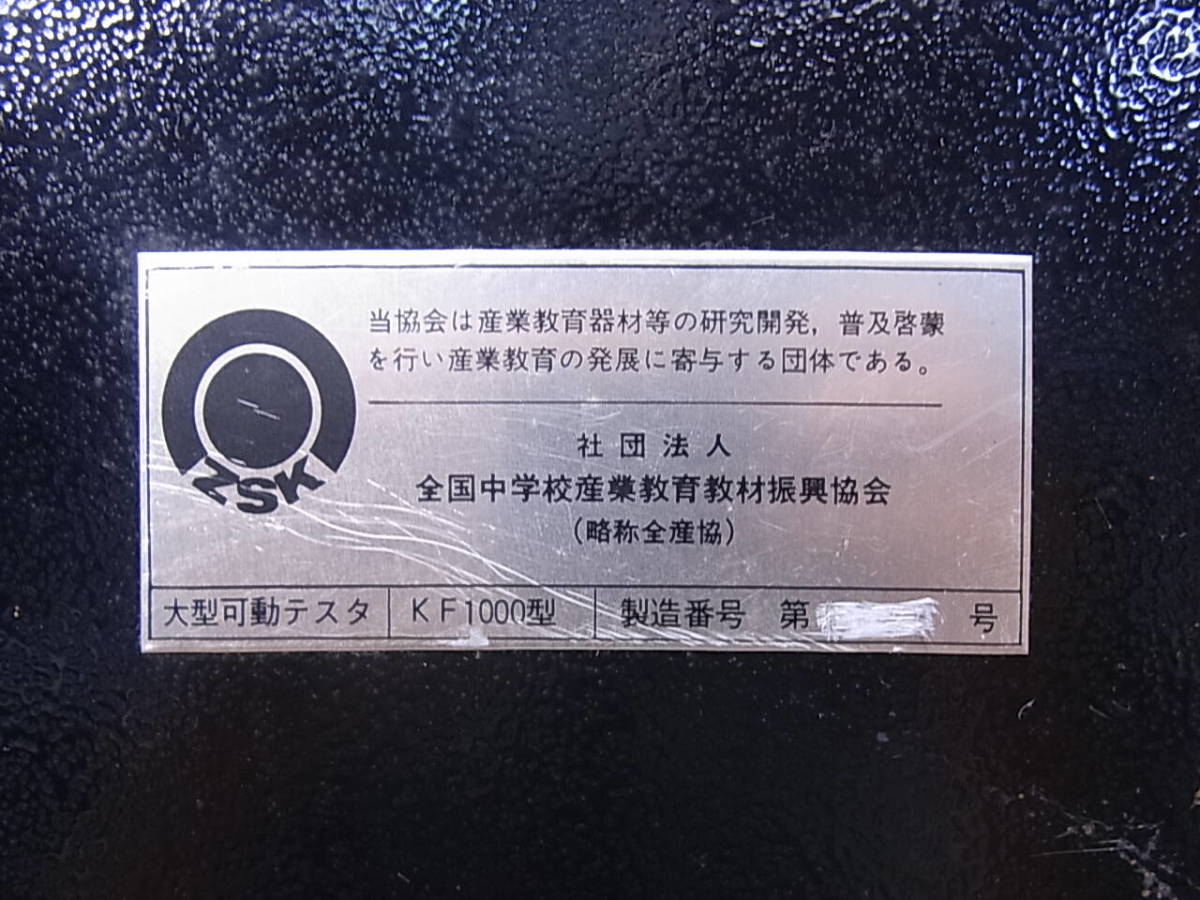 当協会は産業教育器材等の研究開発，普及啓蒙
を行い産業教育の発展に寄与する団体である。
ZSK
社団法人
全国中学校産業教育教材振興協会
（略称全産協）
大型可動テスタ KF1000型 製造番号 第 号